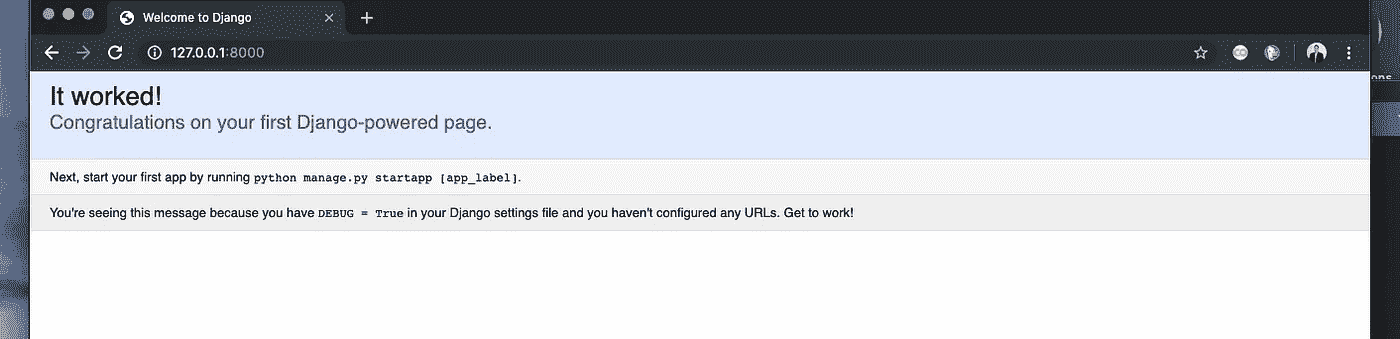 Welcome to Django
127.0.0.1:8000
It worked!
Congratulations on your first Django-powered page.
Next, start your first app by running python manage.py startapp [app_label].
You're seeing this message because you have DEBUG = True in your Django settings file and you haven't configured any URLs. Get to work!